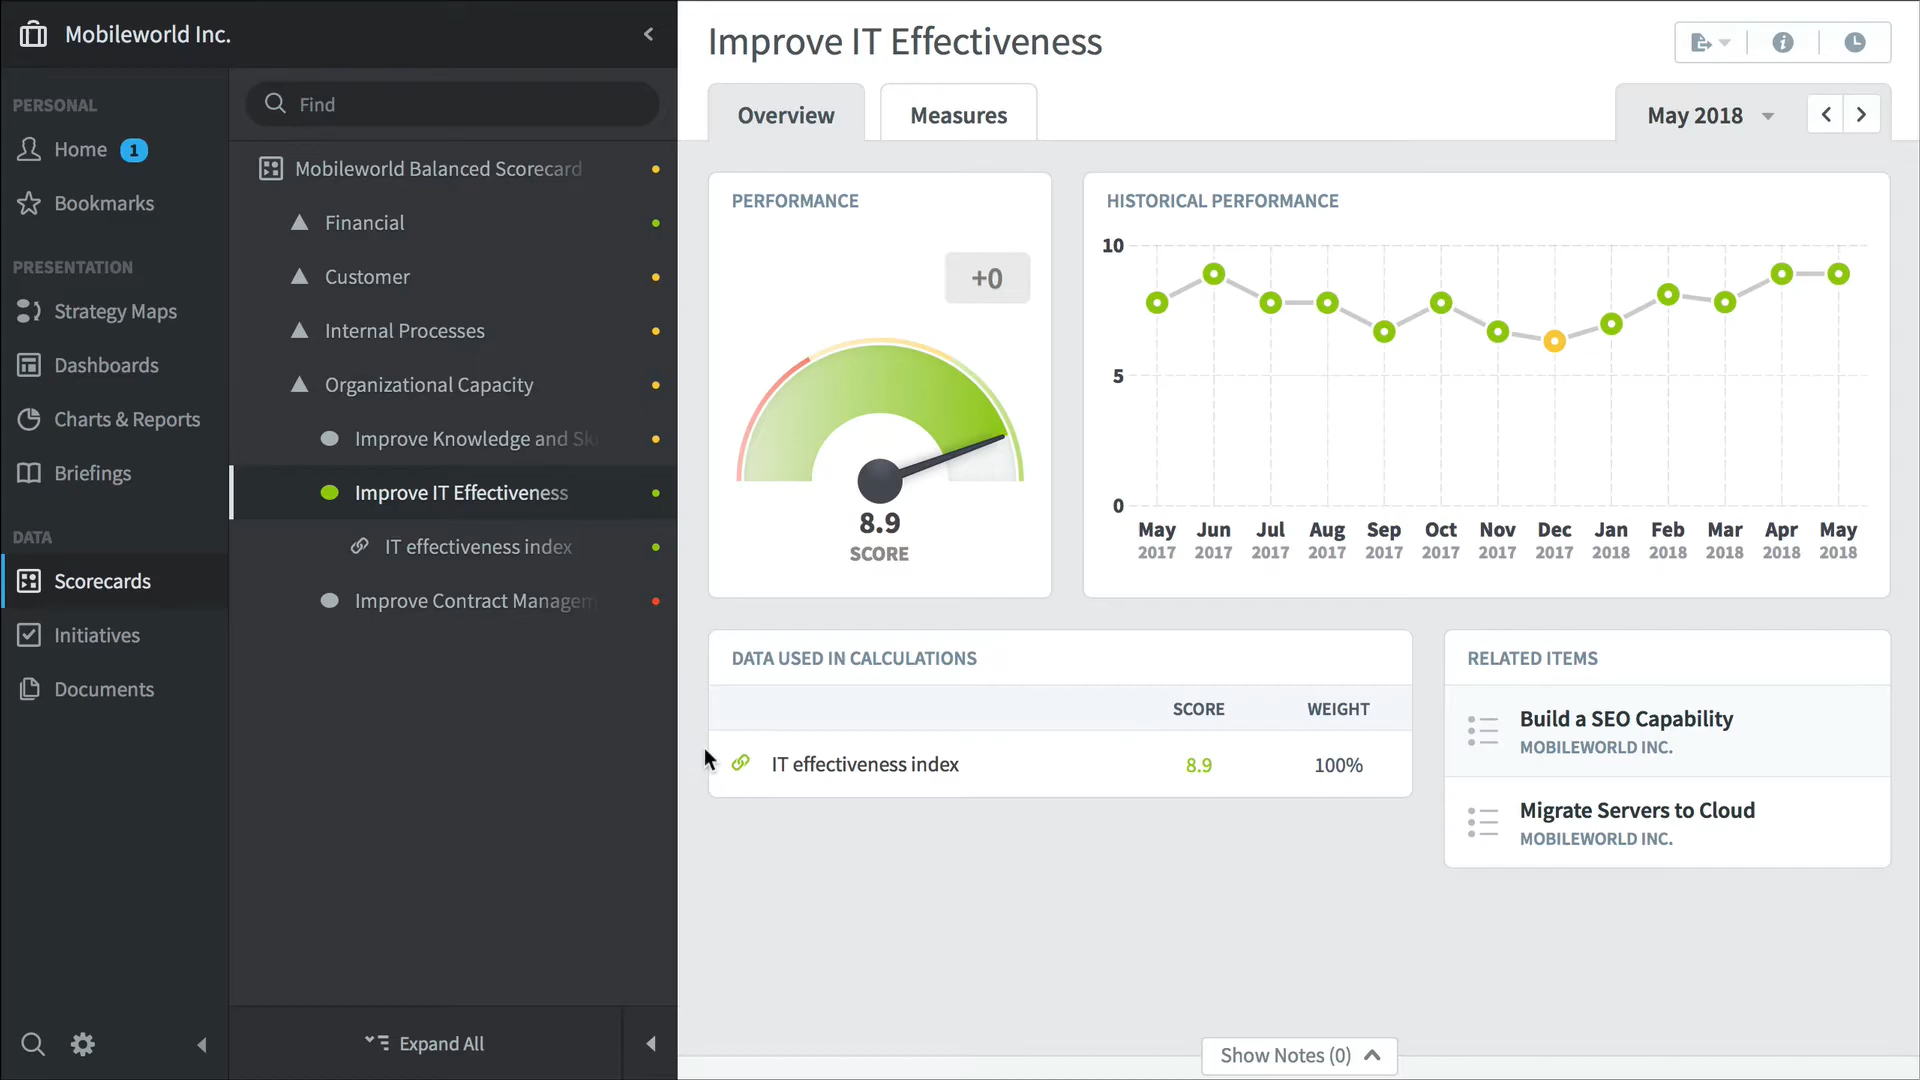 Mobileworld Inc.
PERSONAL
Home 1
Bookmarks
PRESENTATION
Strategy Maps
Dashboards
Charts & Reports
Briefings
DATA
Scorecards
Initiatives
Documents
Find
Mobileworld Balanced Scorecard
Financial
Customer
Internal Processes
Organizational Capacity
Improve Knowledge and Sk
Improve IT Effectiveness
IT effectiveness index
Improve Contract Managem
Expand All
Improve IT Effectiveness
Overview
Measures
May 2018
PERFORMANCE
+0
8.9
SCORE
HISTORICAL PERFORMANCE
10
5
0
May Jun Jul Aug Sep Oct Nov Dec Jan Feb Mar Apr May
2017 2017 2017 2017 2017 2017 2017 2017 2018 2018 2018 2018 2018
DATA USED IN CALCULATIONS
SCORE WEIGHT
IT effectiveness index 8.9 100%
RELATED ITEMS
Build a SEO Capability
MOBILEWORLD INC.
Migrate Servers to Cloud
MOBILEWORLD INC.
Show Notes (0)